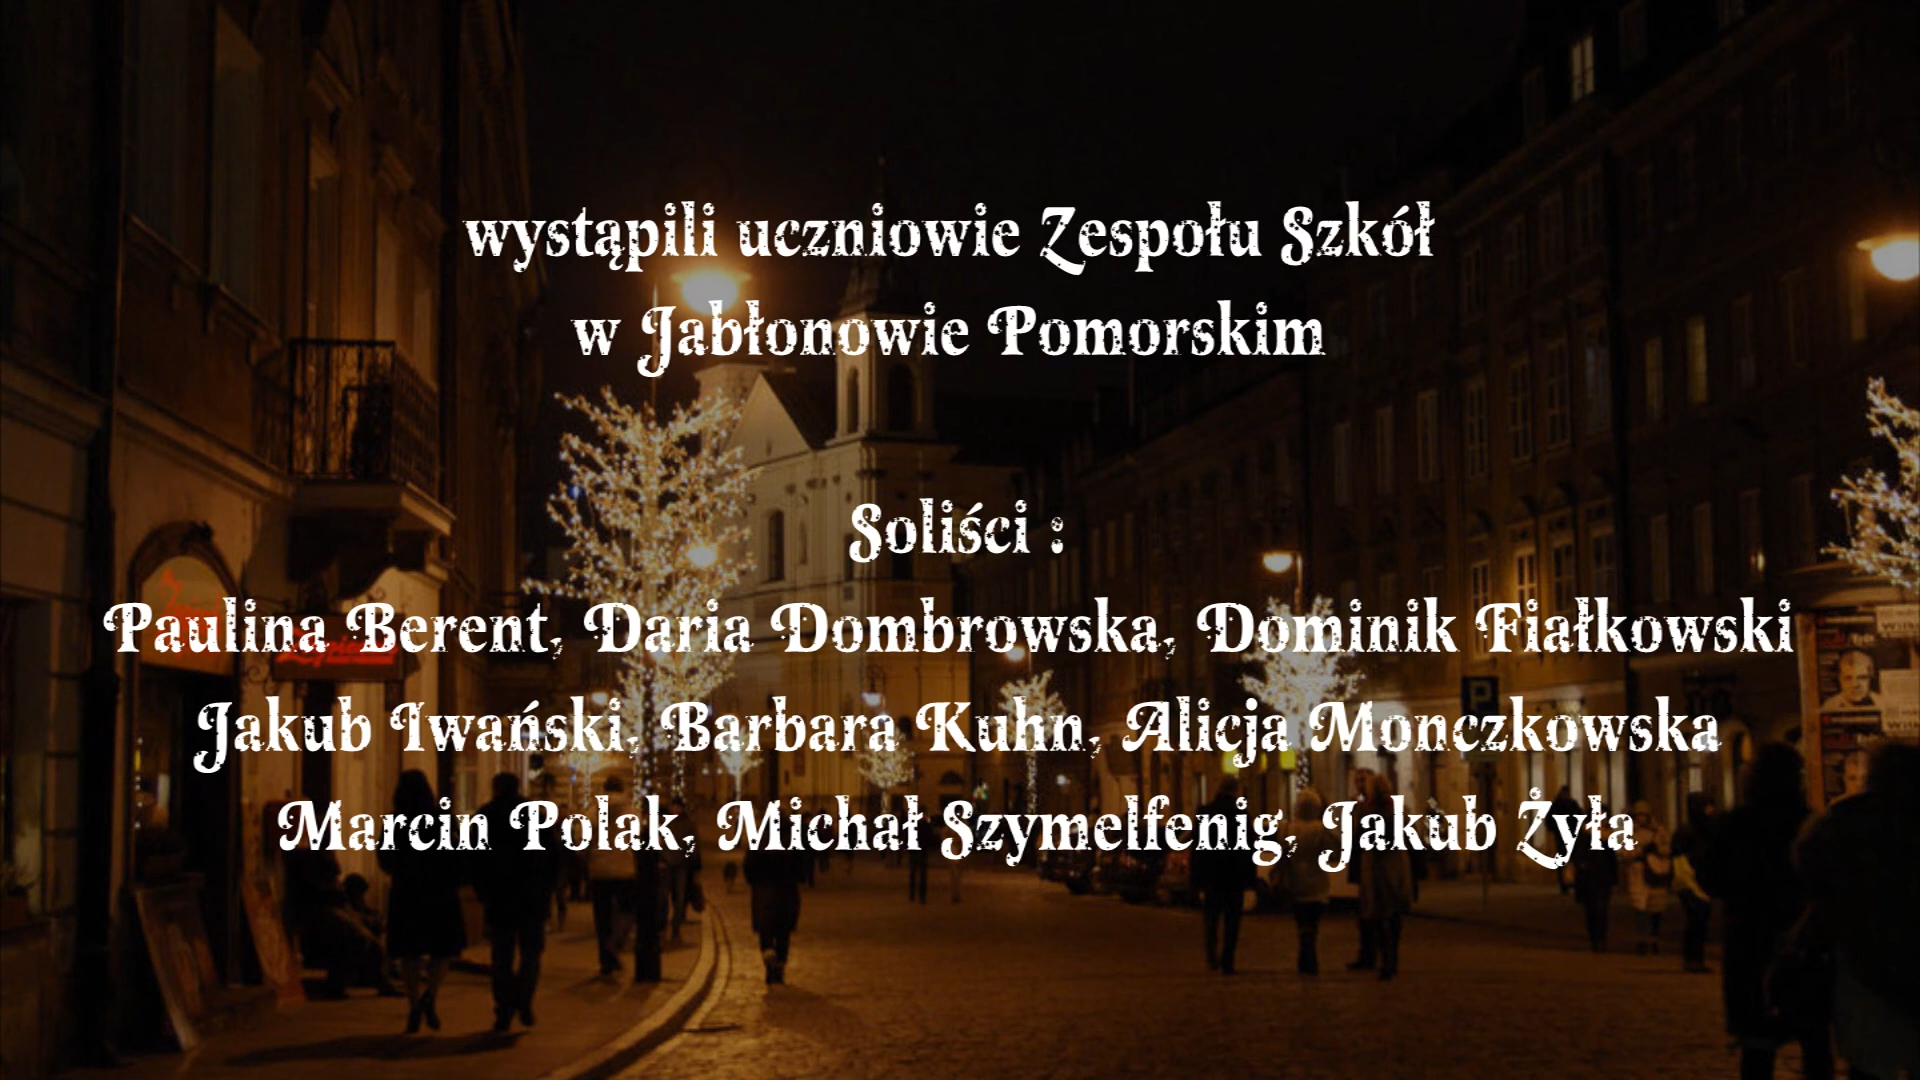 wystąpili uczniowie Zespołu Szkół
w Jabłonowie Pomorskim
Soliści :
Paulina Berent, Daria Dombrowska, Dominik Fiałkowski
Jakub Iwański, Barbara Kuhn, Alicja Monczkowska
Marcin Polak, Michał Szymelfenig, Jakub Żyła
P